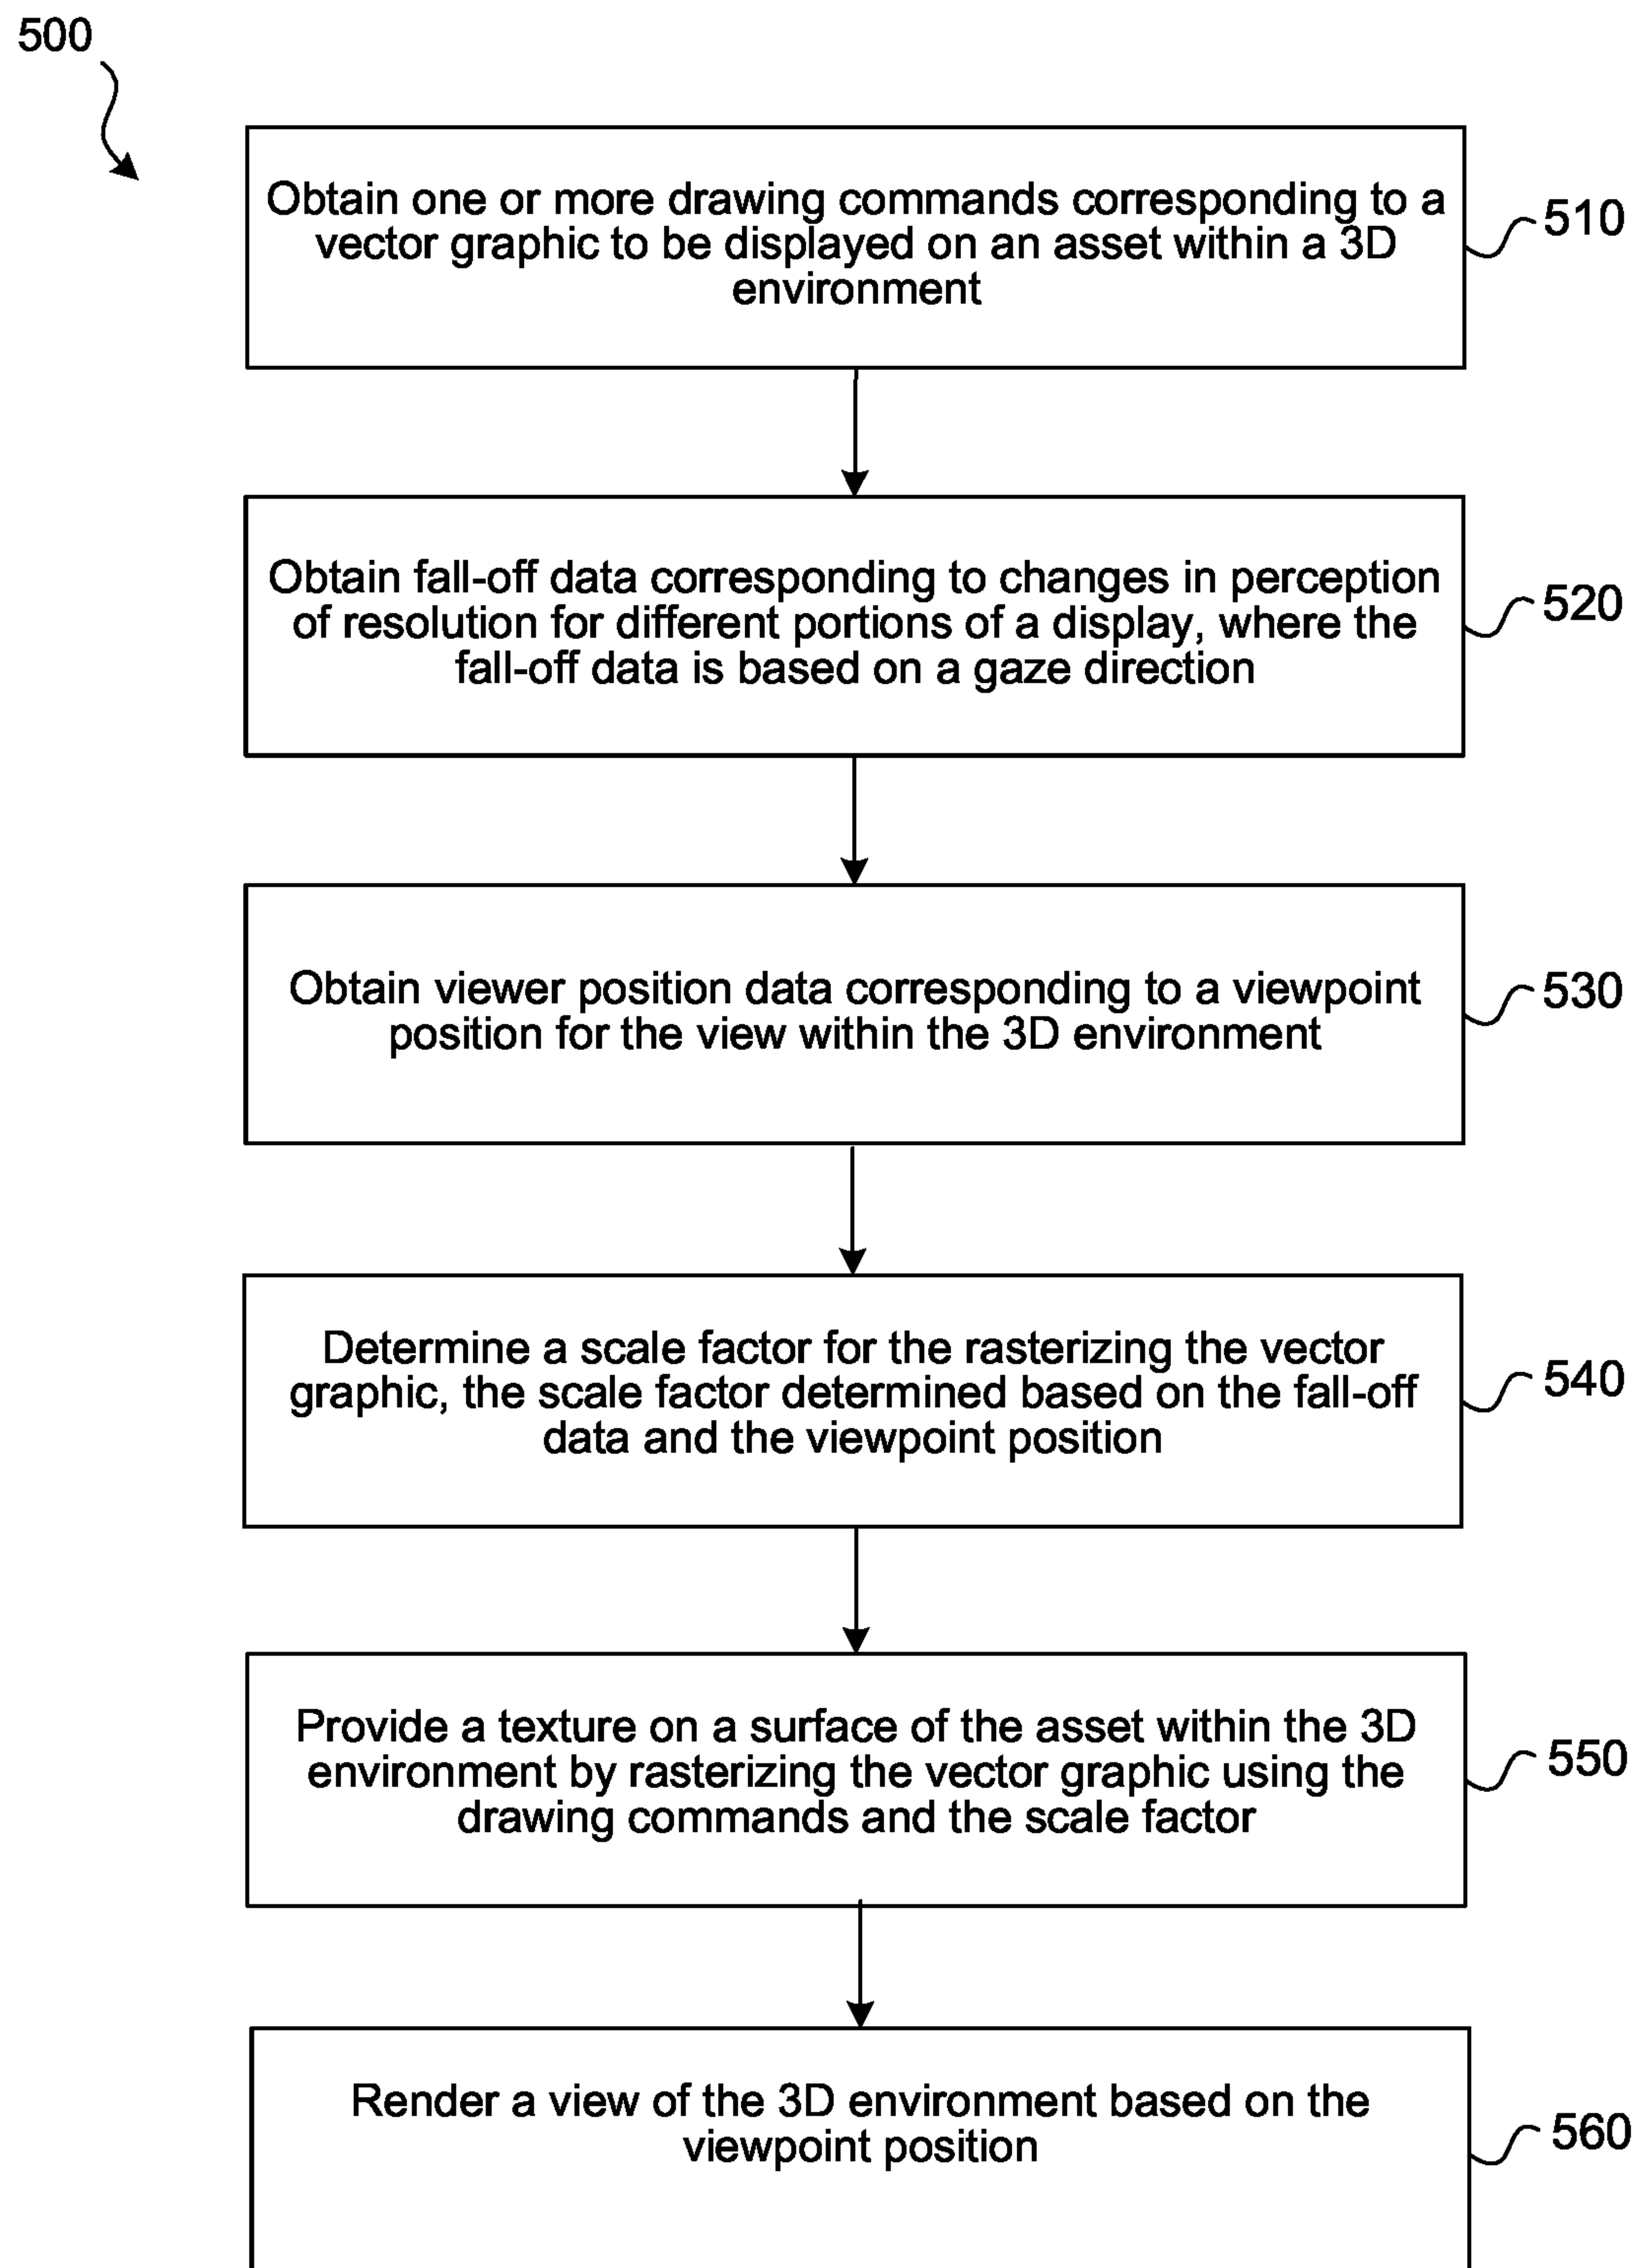 500
Obtain one or more drawing commands corresponding to a
vector graphic to be displayed on an asset within a 3D
environment
510
Obtain fall-off data corresponding to changes in perception
of resolution for different portions of a display, where the
fall-off data is based on a gaze direction
520
Obtain viewer position data corresponding to a viewpoint
position for the view within the 3D environment
530
Determine a scale factor for the rasterizing the vector
graphic, the scale factor determined based on the fall-off
data and the viewpoint position
540
Provide a texture on a surface of the asset within the 3D
environment by rasterizing the vector graphic using the
drawing commands and the scale factor
550
Render a view of the 3D environment based on the
viewpoint position
560